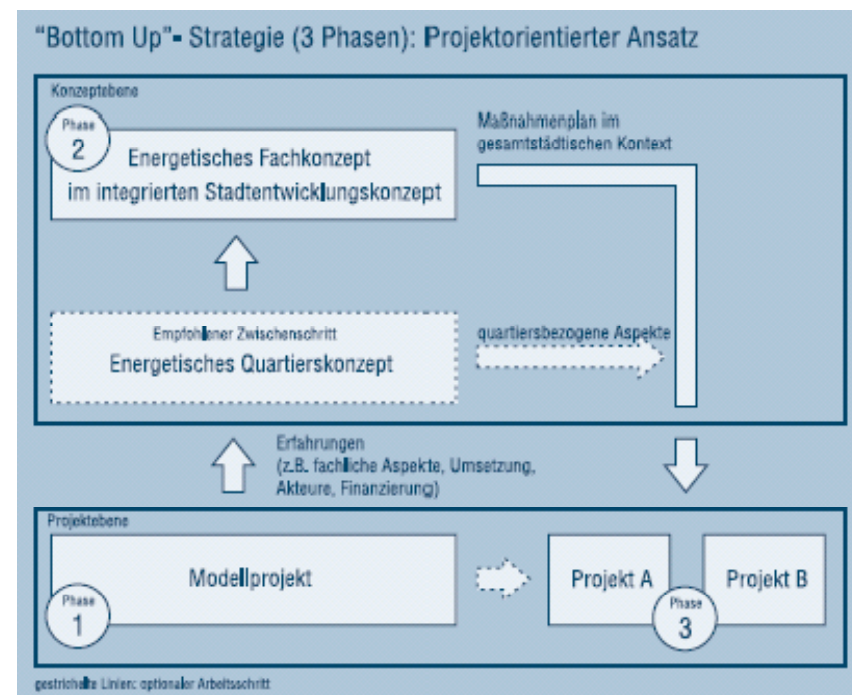 "Bottom Up"- Strategie (3 Phasen): Projektorientierter Ansatz
Konzeptebene
Phase
2
Energetisches Fachkonzept
im integrierten Stadtentwicklungskonzept
Maßnahmenplan im
gesamtstädtischen Kontext
Empfohlener Zwischenschritt
Energetisches Quartierskonzept
quartiersbezogene Aspekte
Erfahrungen
(z.B. fachliche Aspekte, Umsetzung,
Akteure, Finanzierung)
Projektebene
Modellprojekt
Phase
1
Projekt A
Projekt B
Phase
3
gestrichelte Linien: optionaler Arbeitsschritt